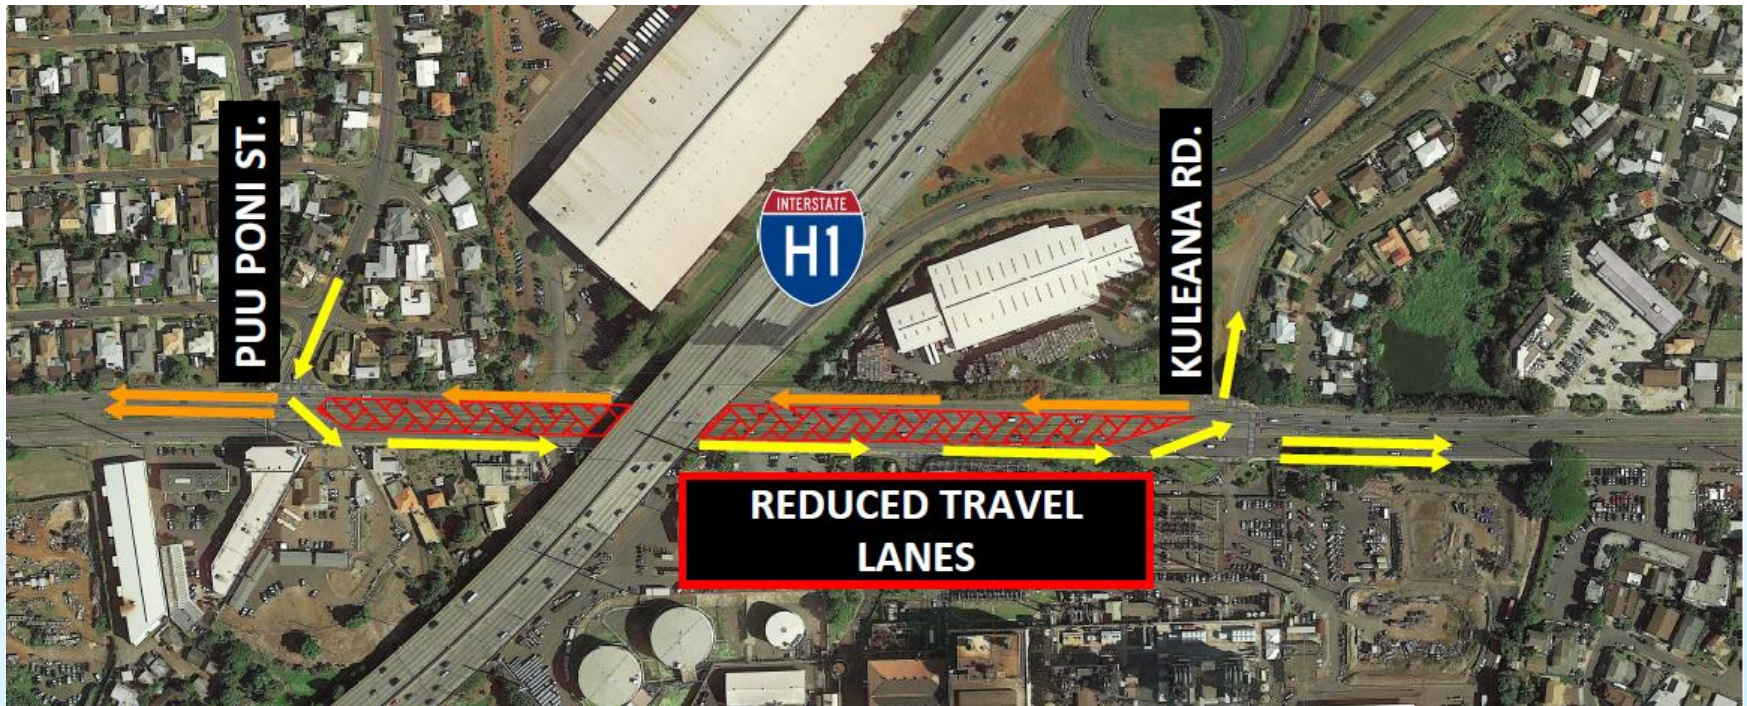 PUU PONI ST.
INTERSTATE
H1
KULEANA RD.
REDUCED TRAVEL
LANES